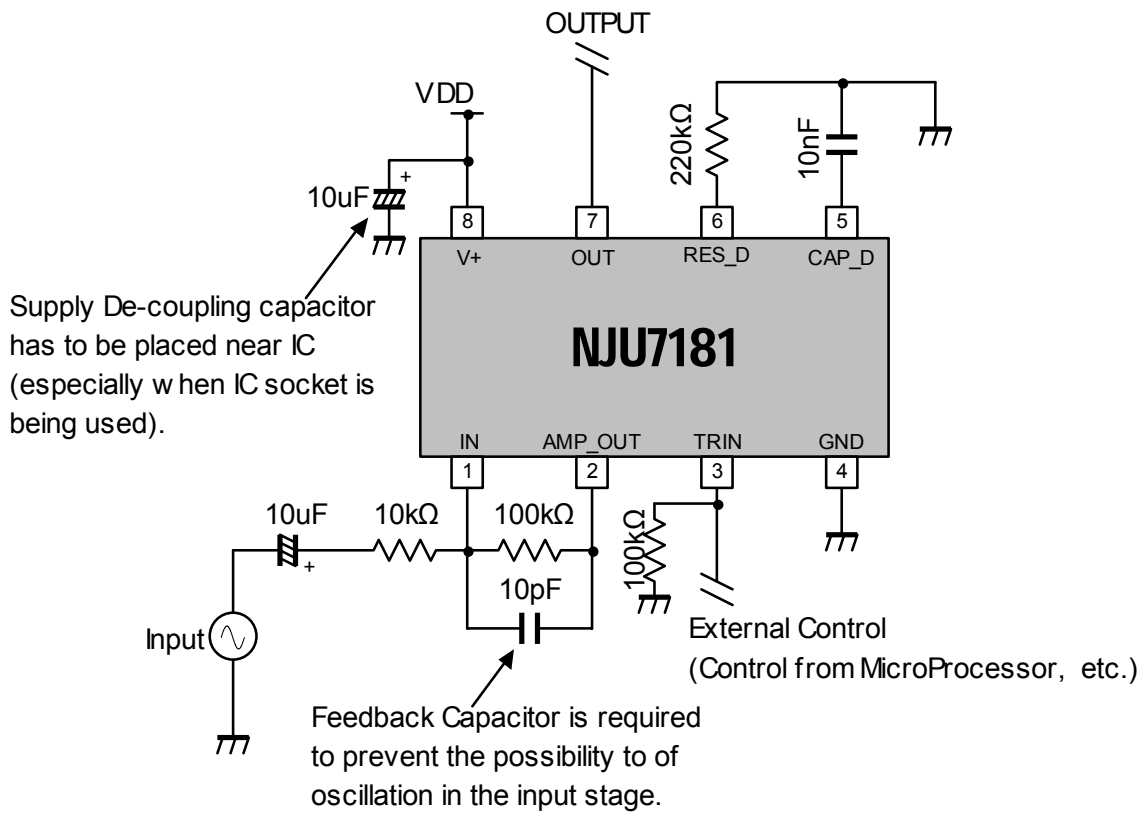 OUTPUT
VDD
10uF
+
220kΩ
10nF
8
7
6
5
V+
OUT
RES_D
CAP_D
Supply De-coupling capacitor
has to be placed near IC
(especially when IC socket is
being used).
NJU7181
IN
AMP_OUT
TRIN
GND
1
2
3
4
10uF
+
10kΩ
100kΩ
100kΩ
10pF
Input
External Control
(Control from MicroProcessor, etc.)
Feedback Capacitor is required
to prevent the possibility to of
oscillation in the input stage.